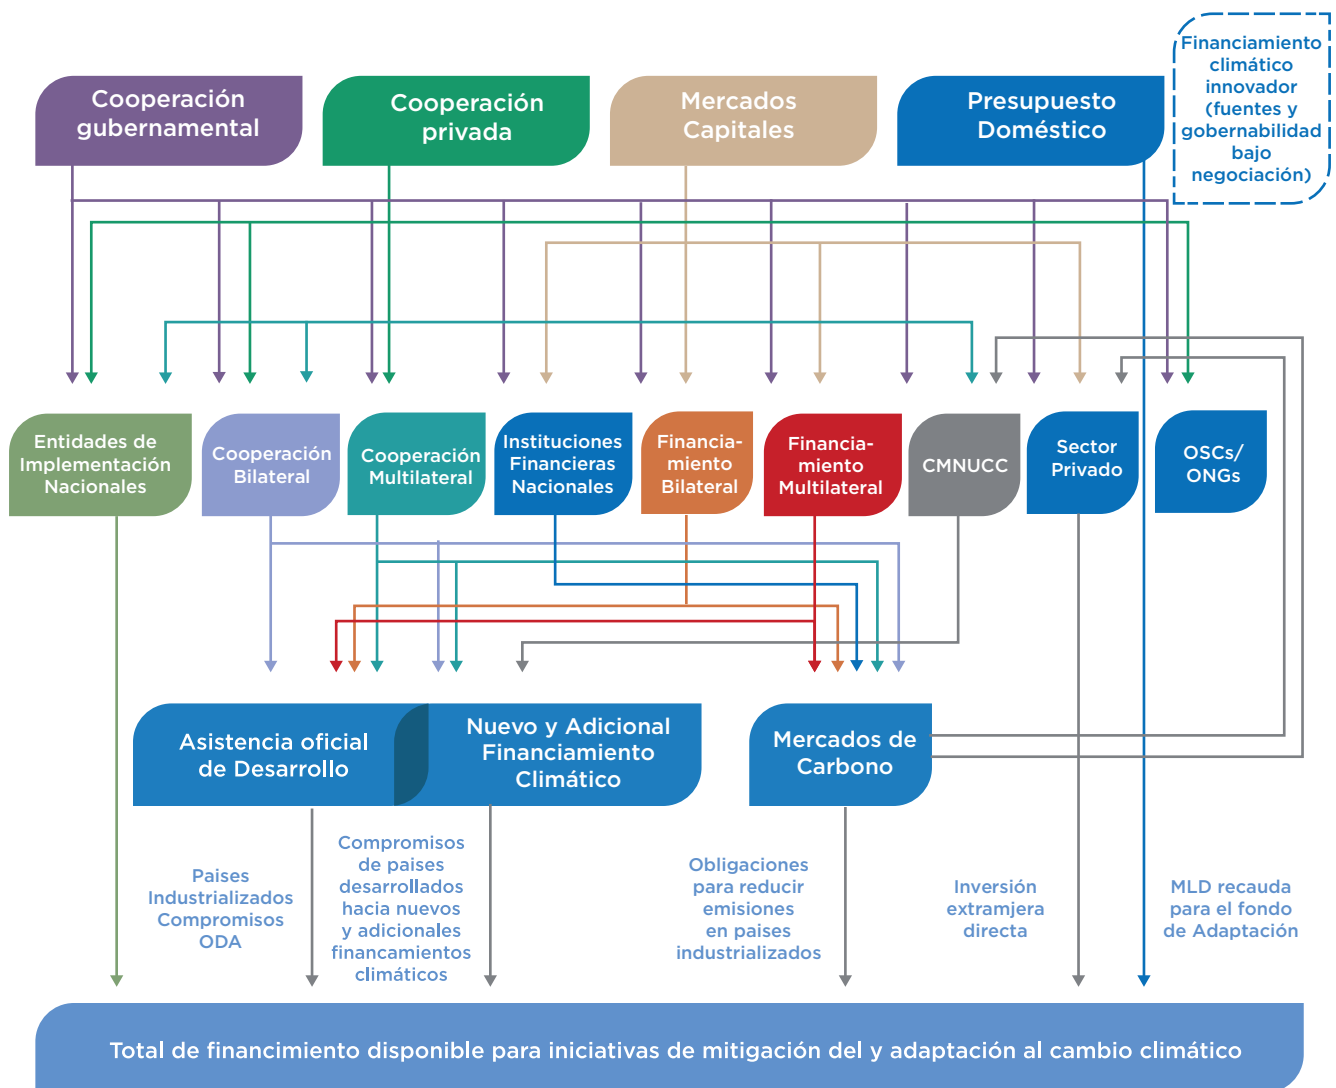 Financiamiento
climático
innovador
(fuentes y
gobernabilidad
bajo
negociación)
Cooperación
gubernamental
Cooperación
privada
Mercados
Capitales
Presupuesto
Doméstico
Entidades de
Implementación
Nacionales
Cooperación
Bilateral
Cooperación
Multilateral
Instituciones
Financieras
Nacionales
Financia-
miento
Bilateral
Financia-
miento
Multilateral
CMNUCC
Sector
Privado
OSCs/
ONGs
Asistencia oficial
de Desarrollo
Nuevo y Adicional
Financiamiento
Climático
Mercados de
Carbono
Paises
Industrializados
Compromisos
ODA
Compromisos
de paises
desarrollados
hacia nuevos
y adicionales
financamientos
climáticos
Obligaciones
para reducir
emisiones
en paises
industrializados
Inversión
extramjera
directa
MLD recauda
para el fondo
de Adaptación
Total de financimiento disponible para iniciativas de mitigación del y adaptación al cambio climático